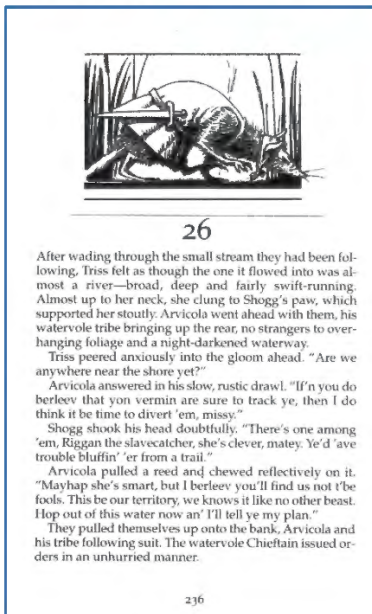 26
After wading through the small stream they had been fol-
lowing, Triss felt as though the one it flowed into was al-
most a river—broad, deep and fairly swift-running.
Almost up to her neck, she clung to Shogg's paw, which
supported her stoutly. Arvicola went ahead with them, his
watervole tribe bringing up the rear, no strangers to over-
hanging foliage and a night-darkened waterway.
Triss peered anxiously into the gloom ahead. "Are we
anywhere near the shore yet?"
Arvicola answered in his slow, rustic drawl. "If'n you do
berleev that yon vermin are sure to track ye, then I do
think it be time to divert 'em, missy."
Shogg shook his head doubtfully. "There's one among
'em, Riggan the slavecatcher, she's clever, matey. Ye'd 'ave
trouble bluffin' 'er from a trail."
Arvicola pulled a reed and chewed reflectively on it.
"Mayhap she's smart, but I berleev you'll find us not t'be
fools. This be our territory, we knows it like no other beast.
Hop out of this water now an' I'll tell ye my plan."
They pulled themselves up onto the bank, Arvicola and
his tribe following suit. The watervole Chieftain issued or-
ders in an unhurried manner.
236